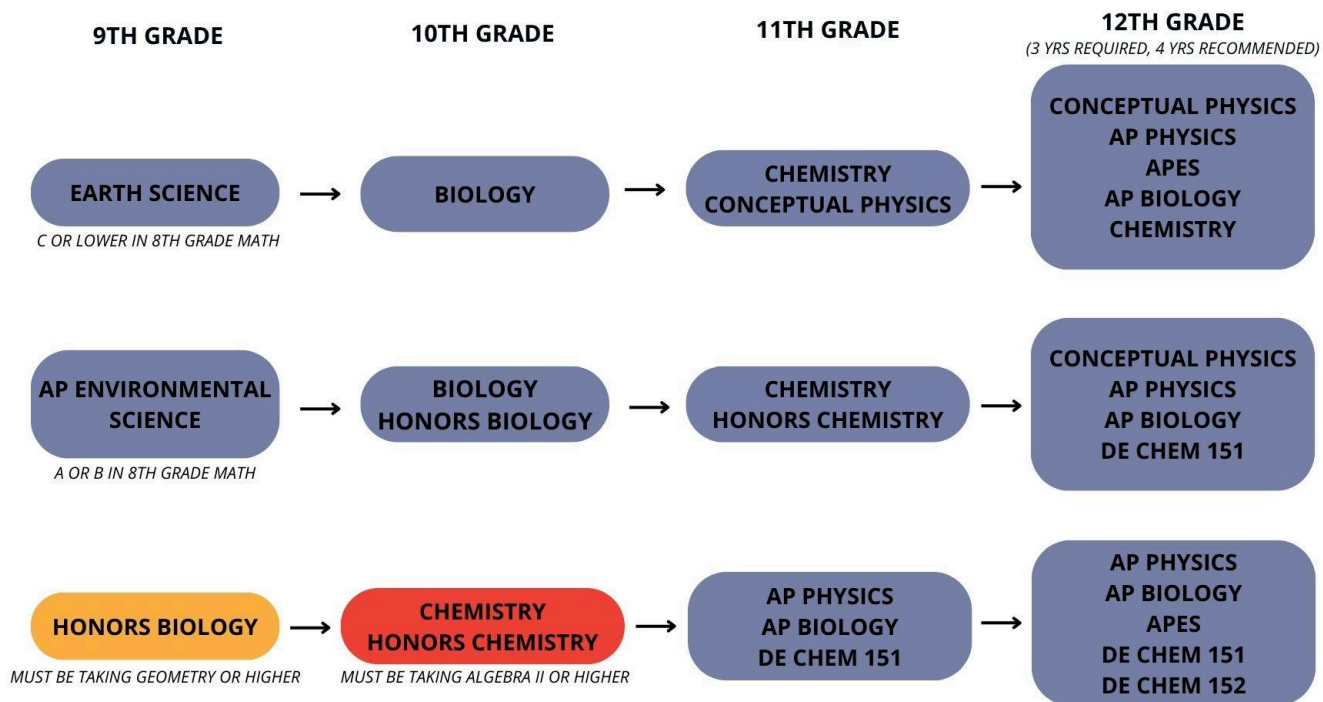 9TH GRADE
10TH GRADE
11TH GRADE
12TH GRADE
(3 YRS REQUIRED, 4 YRS RECOMMENDED)
EARTH SCIENCE
C OR LOWER IN 8TH GRADE MATH
BIOLOGY
CHEMISTRY
CONCEPTUAL PHYSICS
CONCEPTUAL PHYSICS
AP PHYSICS
APES
AP BIOLOGY
CHEMISTRY
AP ENVIRONMENTAL
SCIENCE
A OR B IN 8TH GRADE MATH
BIOLOGY
HONORS BIOLOGY
CHEMISTRY
HONORS CHEMISTRY
CONCEPTUAL PHYSICS
AP PHYSICS
AP BIOLOGY
DE CHEM 151
HONORS BIOLOGY
MUST BE TAKING GEOMETRY OR HIGHER
CHEMISTRY
HONORS CHEMISTRY
MUST BE TAKING ALGEBRA II OR HIGHER
AP PHYSICS
AP BIOLOGY
DE CHEM 151
AP PHYSICS
AP BIOLOGY
APES
DE CHEM 151
DE CHEM 152